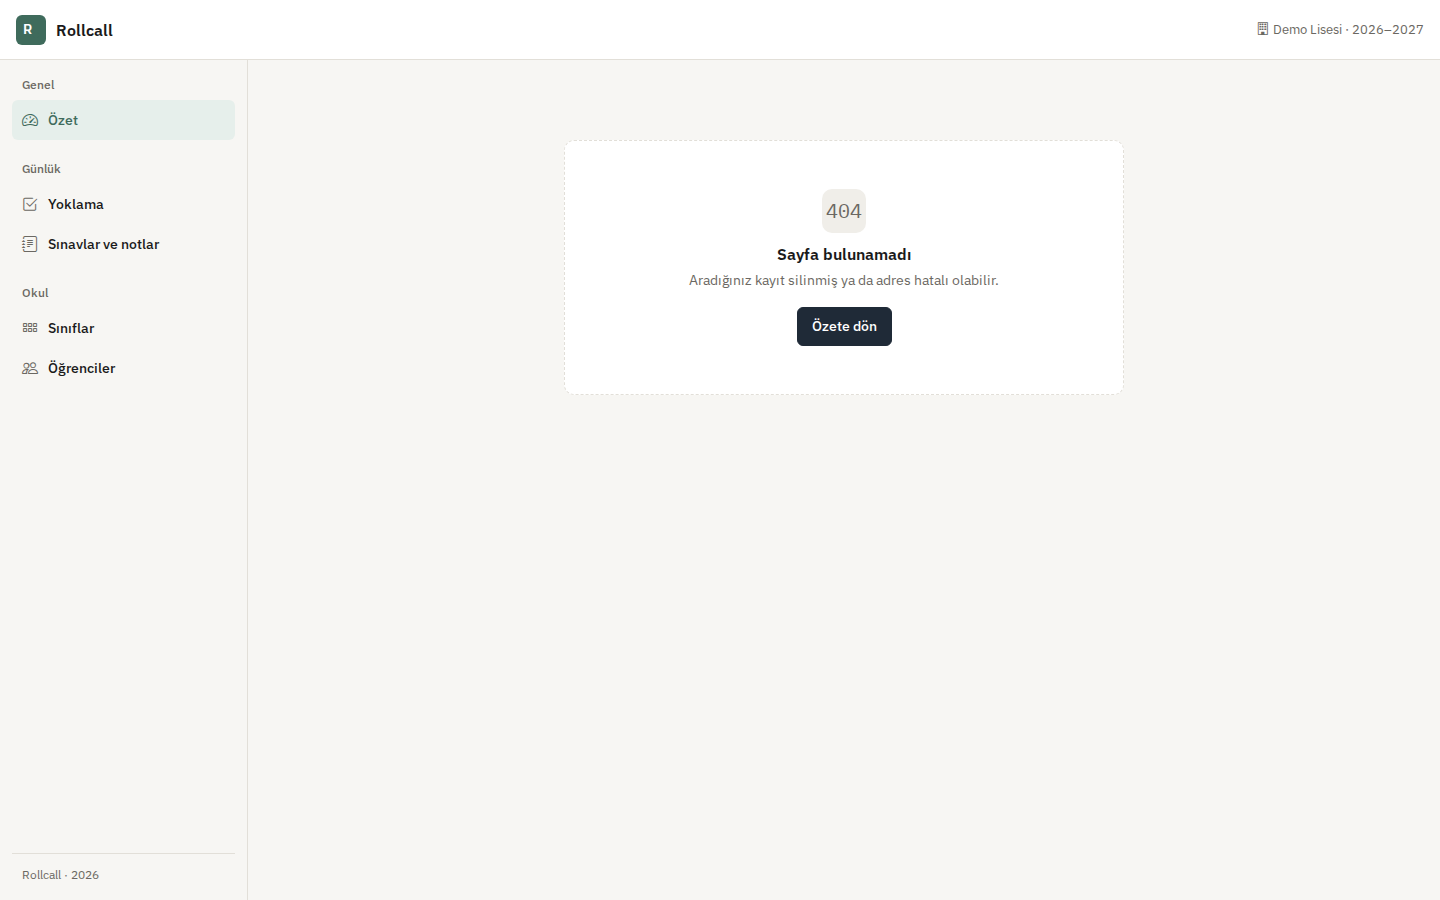 R
Rollcall
Demo Lisesi · 2026–2027
Genel
Özet
Günlük
Yoklama
Sınavlar ve notlar
Okul
Sınıflar
Öğrenciler
Rollcall · 2026
404
Sayfa bulunamadı
Aradığınız kayıt silinmiş ya da adres hatalı olabilir.
Özete dön